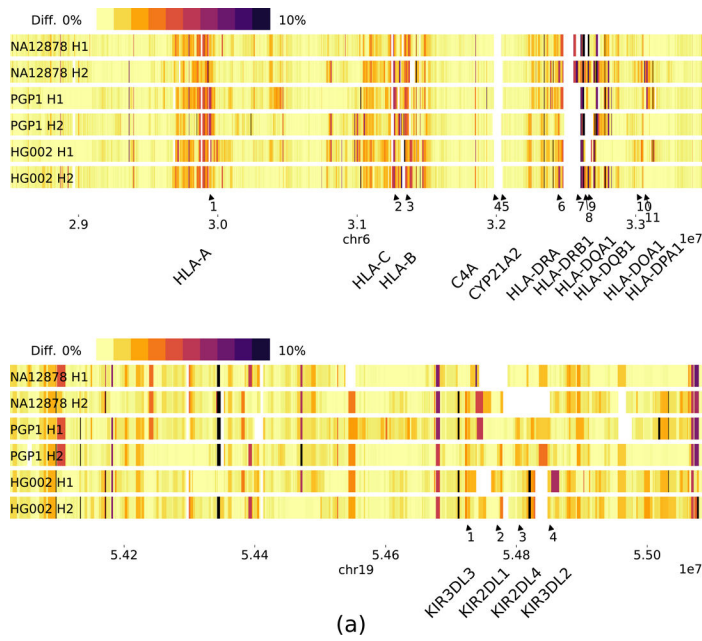 Diff. 0% 10%
NA12878 H1
NA12878 H2
PGP1 H1
PGP1 H2
HG002 H1
HG002 H2
1 2 3 45 6 7 8 9 10 11
2.9 3.0 3.1 3.2 3.3
chr6 1e7
HLA-A HLA-C HLA-B C4A CYP21A2 HLA-DRA HLA-DRB1 HLA-DQA1 HLA-DQB1 HLA-DOA1 HLA-DPA1
Diff. 0% 10%
NA12878 H1
NA12878 H2
PGP1 H1
PGP1 H2
HG002 H1
HG002 H2
1 2 3 4
5.42 5.44 5.46 5.48 5.50
chr19 1e7
KIR3DL3 KIR2DL1 KIR2DL4 KIR3DL2
(a)